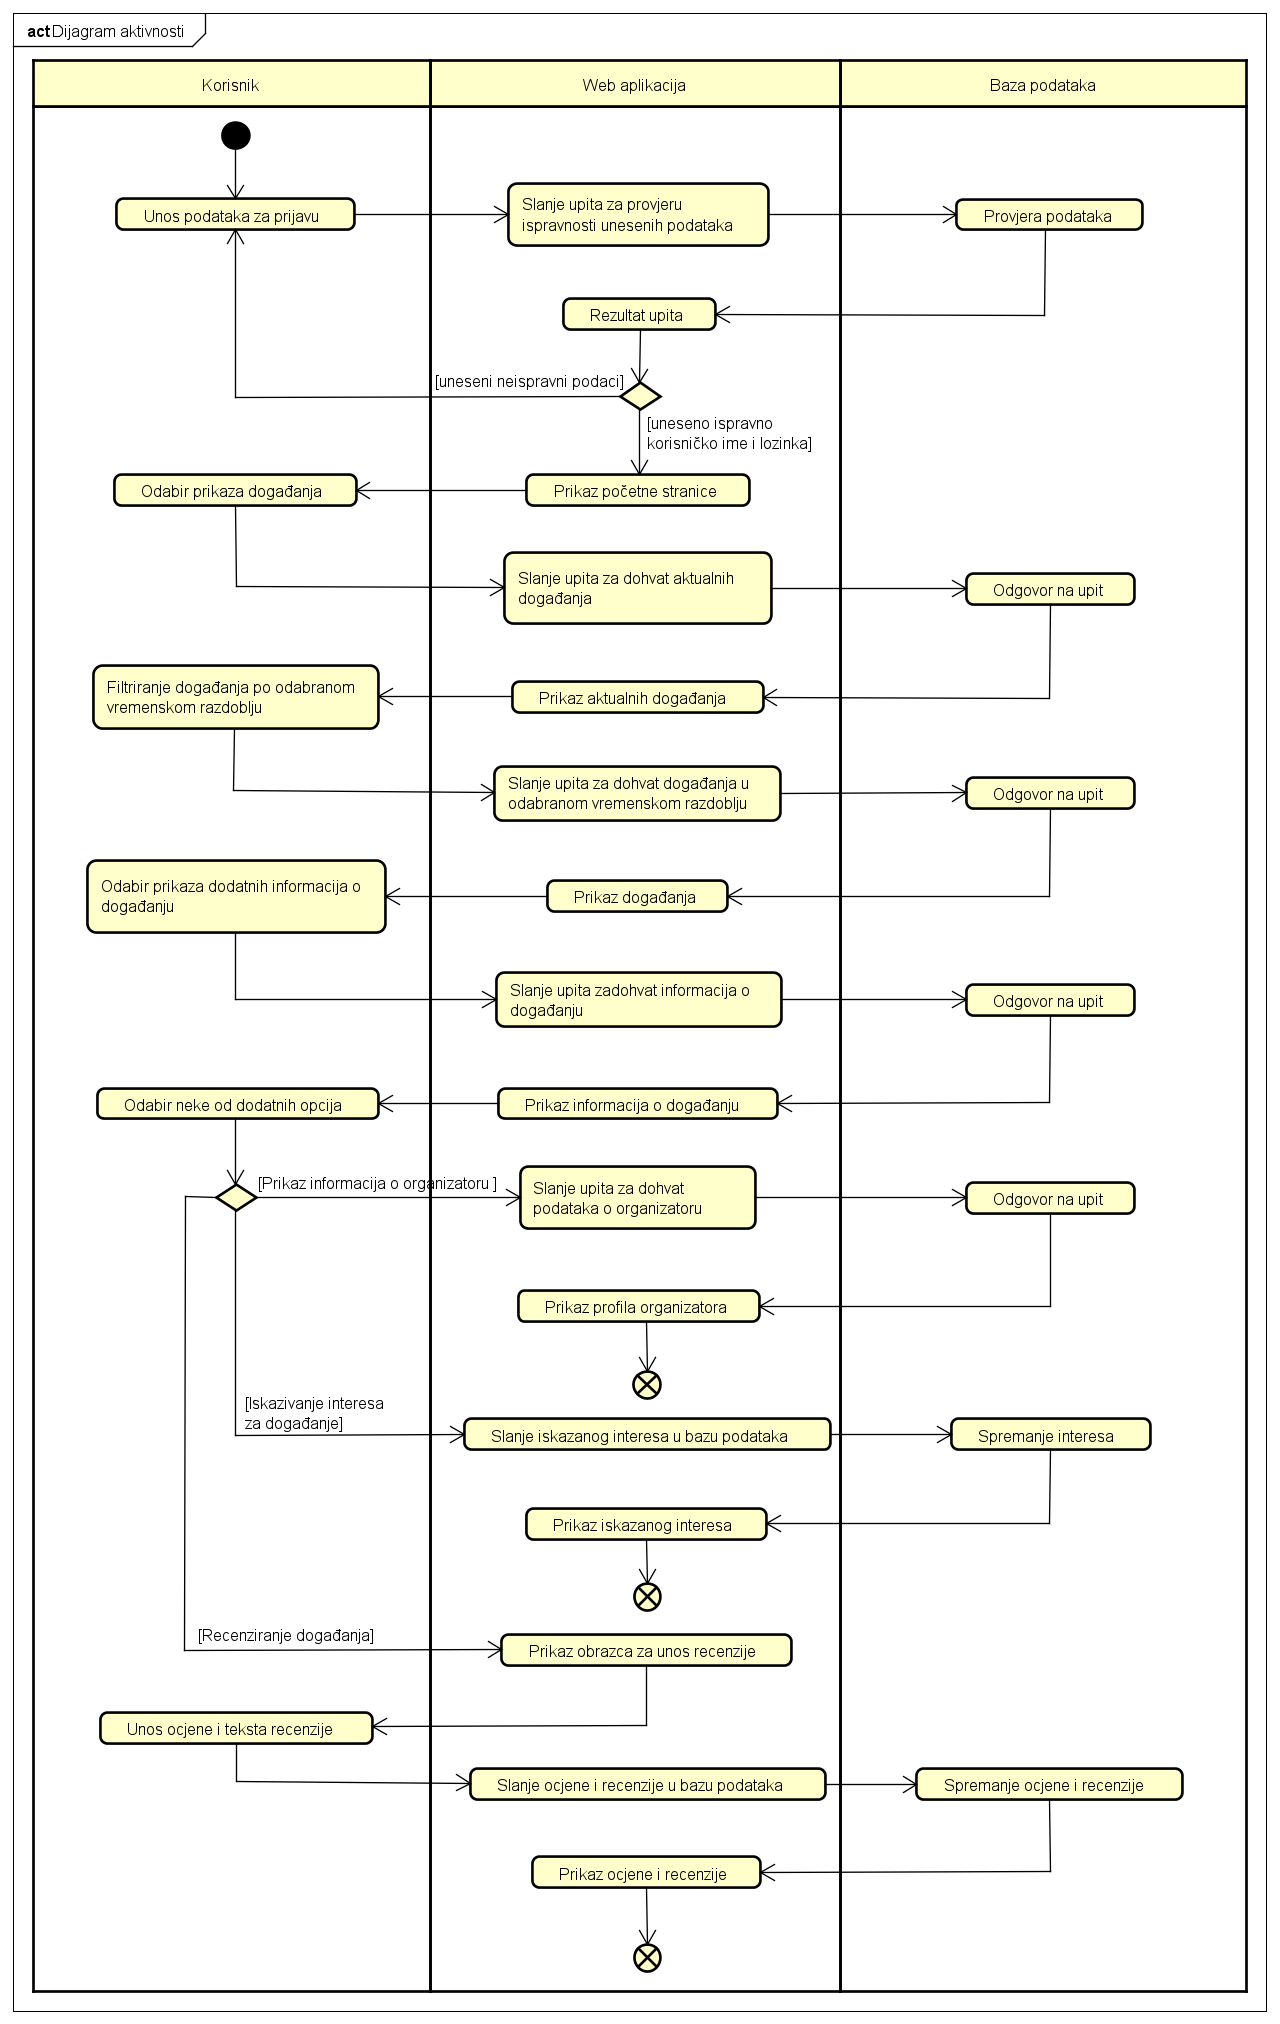 act Dijagram aktivnosti
Korisnik
Web aplikacija
Baza podataka
Unos podataka za prijavu
Slanje upita za provjeru
ispravnosti unesenih podataka
Provjera podataka
Rezultat upita
[uneseni neispravni podaci]
[uneseno ispravno
korisničko ime i lozinka]
Odabir prikaza događanja
Prikaz početne stranice
Slanje upita za dohvat aktualnih
događanja
Odgovor na upit
Filtriranje događanja po odabranom
vremenskom razdoblju
Prikaz aktualnih događanja
Slanje upita za dohvat događanja u
odabranom vremenskom razdoblju
Odgovor na upit
Odabir prikaza dodatnih informacija o
događanju
Prikaz događanja
Slanje upita zadohvat informacija o
događanju
Odgovor na upit
Odabir neke od dodatnih opcija
Prikaz informacija o događanju
[Prikaz informacija o organizatoru ]
Slanje upita za dohvat
podataka o organizatoru
Odgovor na upit
Prikaz profila organizatora
[Iskazivanje interesa
za događanje]
Slanje iskazanog interesa u bazu podataka
Spremanje interesa
Prikaz iskazanog interesa
[Recenziranje događanja]
Prikaz obrazca za unos recenzije
Unos ocjene i teksta recenzije
Slanje ocjene i recenzije u bazu podataka
Spremanje ocjene i recenzije
Prikaz ocjene i recenzije